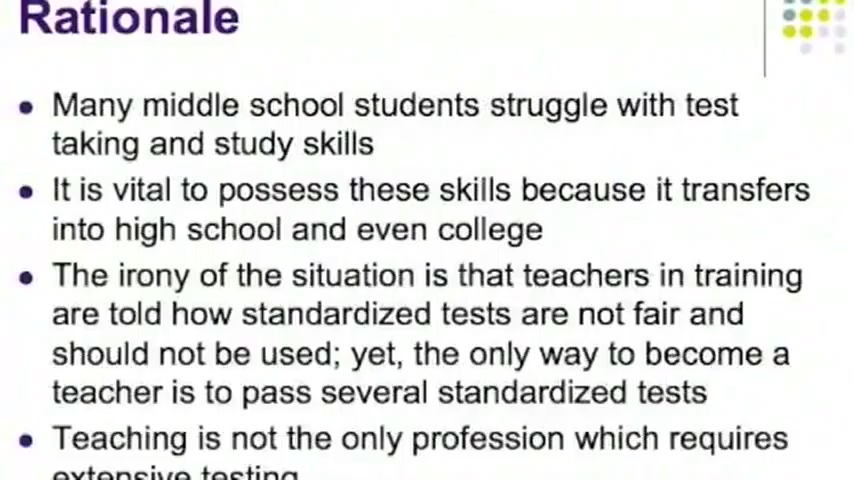 Rationale
Many middle school students struggle with test
taking and study skills
It is vital to possess these skills because it transfers
into high school and even college
The irony of the situation is that teachers in training
are told how standardized tests are not fair and
should not be used; yet, the only way to become a
teacher is to pass several standardized tests
Teaching is not the only profession which requires
extensive testing